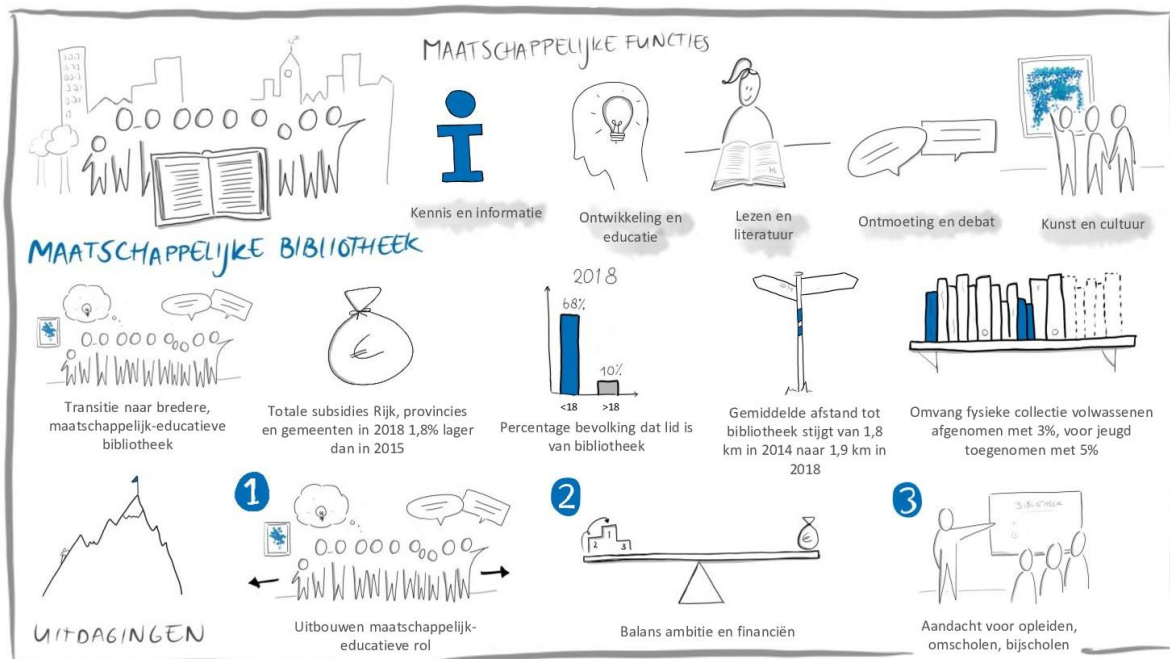 MAATSCHAPPELIJKE FUNCTIES
Kennis en informatie
Ontwikkeling en
educatie
Lezen en
literatuur
Ontmoeting en debat
Kunst en cultuur
MAATSCHAPPELIJKE BIBLIOTHEEK
Transitie naar bredere,
maatschappelijk-educatieve
bibliotheek
€
Totale subsidies Rijk, provincies
en gemeenten in 2018 1,8% lager
dan in 2015
2018
68%
10%
<18
>18
Percentage bevolking dat lid is
van bibliotheek
Gemiddelde afstand tot
bibliotheek stijgt van 1,8
km in 2014 naar 1,9 km in
2018
Omvang fysieke collectie volwassenen
afgenomen met 3%, voor jeugd
toegenomen met 5%
UITDAGINGEN
1
Uitbouwen maatschappelijk-
educatieve rol
2
1
2
3
€
Balans ambitie en financiën
3
BIBLIOTHEEK
Aandacht voor opleiden,
omscholen, bijscholen